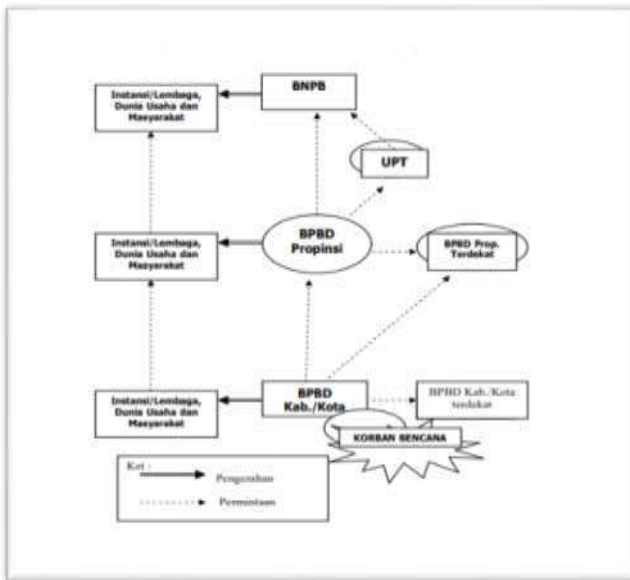 BNPB
Instansi/Lembaga,
Dunia Usaha dan
Masyarakat
UPT
BPBD
Propinsi
Instansi/Lembaga,
Dunia Usaha dan
Masyarakat
BPBD Prop.
Terdekat
BPBD
Kab./Kota
BPBD Kab./Kota
terdekat
Instansi/Lembaga,
Dunia Usaha dan
Masyarakat
KORBAN BENCANA
Ket :
Pengerahan
Permintaan